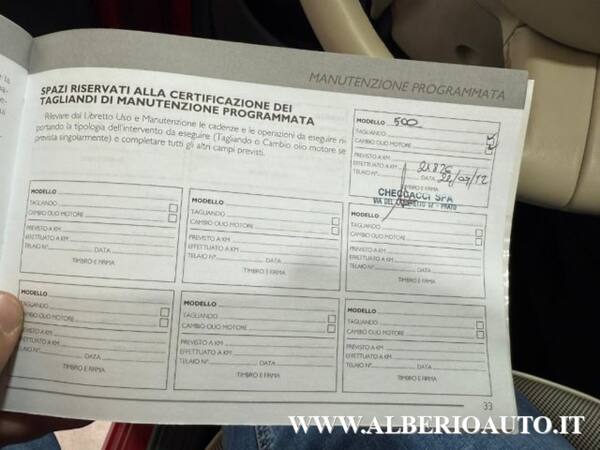 MANUTENZIONE PROGRAMMATA
SPAZI RISERVATI ALLA CERTIFICAZIONE DEI
TAGLIANDI DI MANUTENZIONE PROGRAMMATA
Rilevare dal Libretto Uso e Manutenzione le cadenze e le operazioni da eseguire ri-
portando la tipologia dell'intervento da eseguire (Tagliando o Cambio olio motore se
prevista singolarmente) e completare tutti gli altri campi previsti.
MODELLO 500
TAGLIANDO
CAMBIO OLIO MOTORE
PREVISTO A KM
EFFETTUATO A KM 21826
TELAIO N° DATA 22/07/12
TIMBRO E FIRMA
CHECCACCI SPA
PRATO
MODELLO
TAGLIANDO
CAMBIO OLIO MOTORE
PREVISTO A KM
EFFETTUATO A KM
TELAIO N° DATA
TIMBRO E FIRMA
MODELLO
TAGLIANDO
CAMBIO OLIO MOTORE
PREVISTO A KM
EFFETTUATO A KM
TELAIO N° DATA
TIMBRO E FIRMA
MODELLO
TAGLIANDO
CAMBIO OLIO MOTORE
PREVISTO A KM
EFFETTUATO A KM
TELAIO N° DATA
TIMBRO E FIRMA
MODELLO
TAGLIANDO
CAMBIO OLIO MOTORE
PREVISTO A KM
EFFETTUATO A KM
TELAIO N° DATA
TIMBRO E FIRMA
MODELLO
TAGLIANDO
CAMBIO OLIO MOTORE
PREVISTO A KM
EFFETTUATO A KM
TELAIO N° DATA
TIMBRO E FIRMA
MODELLO
TAGLIANDO
CAMBIO OLIO MOTORE
PREVISTO A KM
EFFETTUATO A KM
TELAIO N° DATA
TIMBRO E FIRMA
33
WWW.ALBERIOAUTO.IT